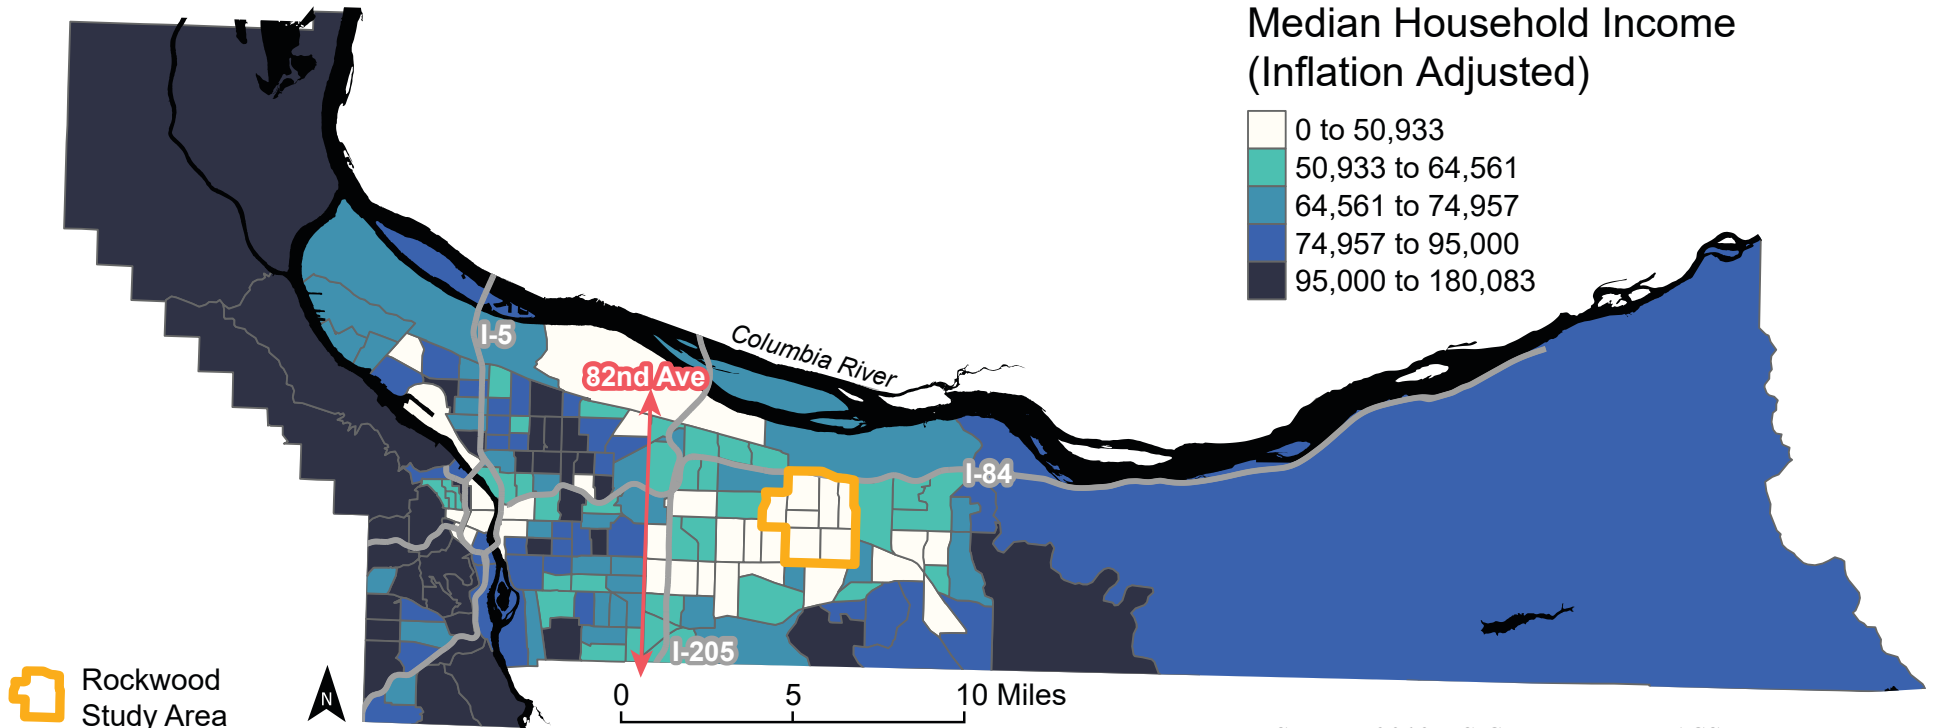 Median Household Income
(Inflation Adjusted)
0 to 50,933
50,933 to 64,561
64,561 to 74,957
74,957 to 95,000
95,000 to 180,083
Columbia River
I-5
82nd Ave
I-84
I-205
Rockwood
Study Area
N
0 5 10 Miles